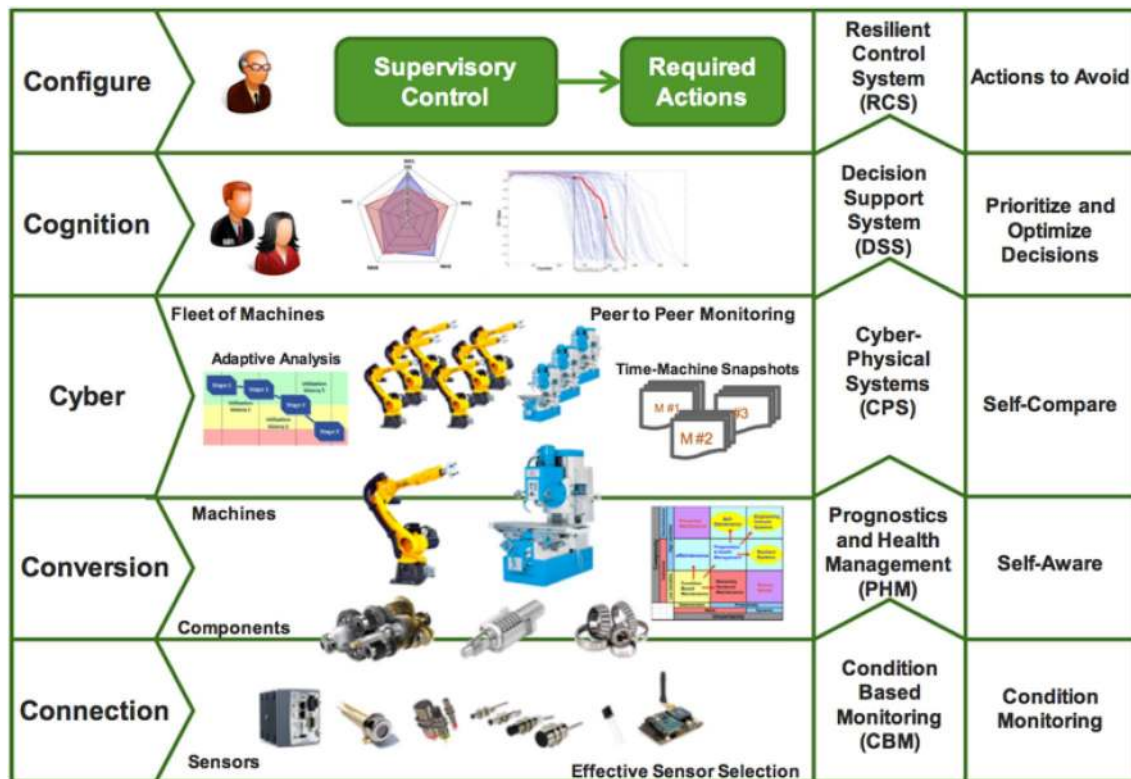 Configure
Supervisory
Control
Required
Actions
Resilient
Control
System
(RCS)
Actions to Avoid
Cognition
Decision
Support
System
(DSS)
Prioritize and
Optimize
Decisions
Cyber
Fleet of Machines
Peer to Peer Monitoring
Adaptive Analysis
Time-Machine Snapshots
M #1
M #2
#3
Cyber-
Physical
Systems
(CPS)
Self-Compare
Conversion
Machines
Components
Prognostics
and Health
Management
(PHM)
Self-Aware
Connection
Sensors
Effective Sensor Selection
Condition
Based
Monitoring
(CBM)
Condition
Monitoring